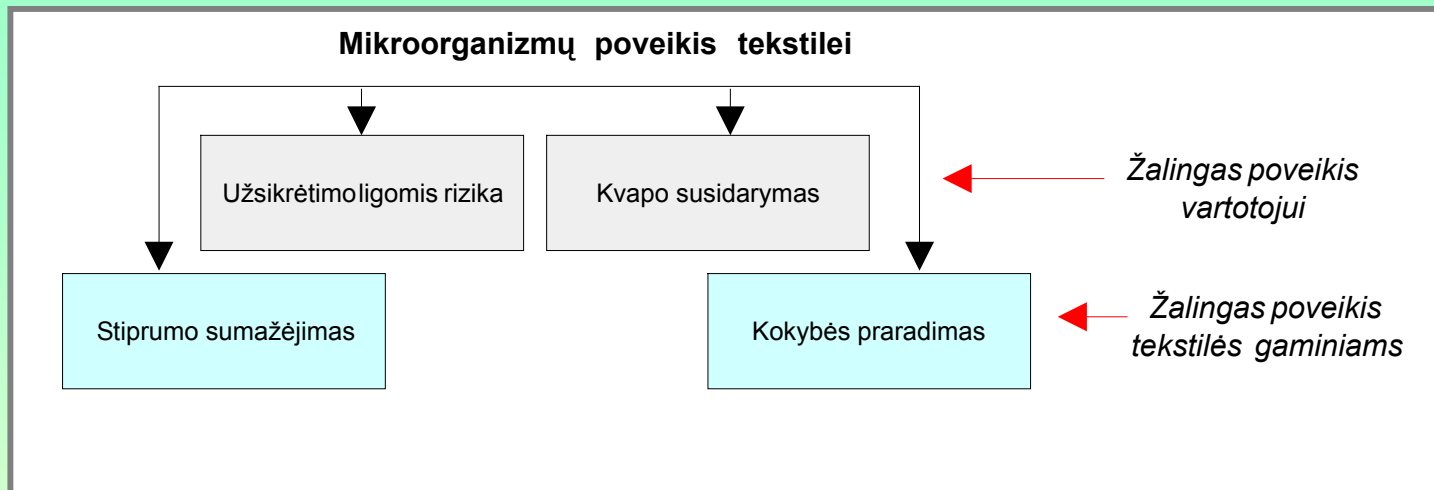 Mikroorganizmų poveikis tekstilei
Užsikrėtimo ligomis rizika
Kvapo susidarymas
Žalingas poveikis
vartotojui
Stiprumo sumažėjimas
Kokybės praradimas
Žalingas poveikis
tekstilės gaminiams